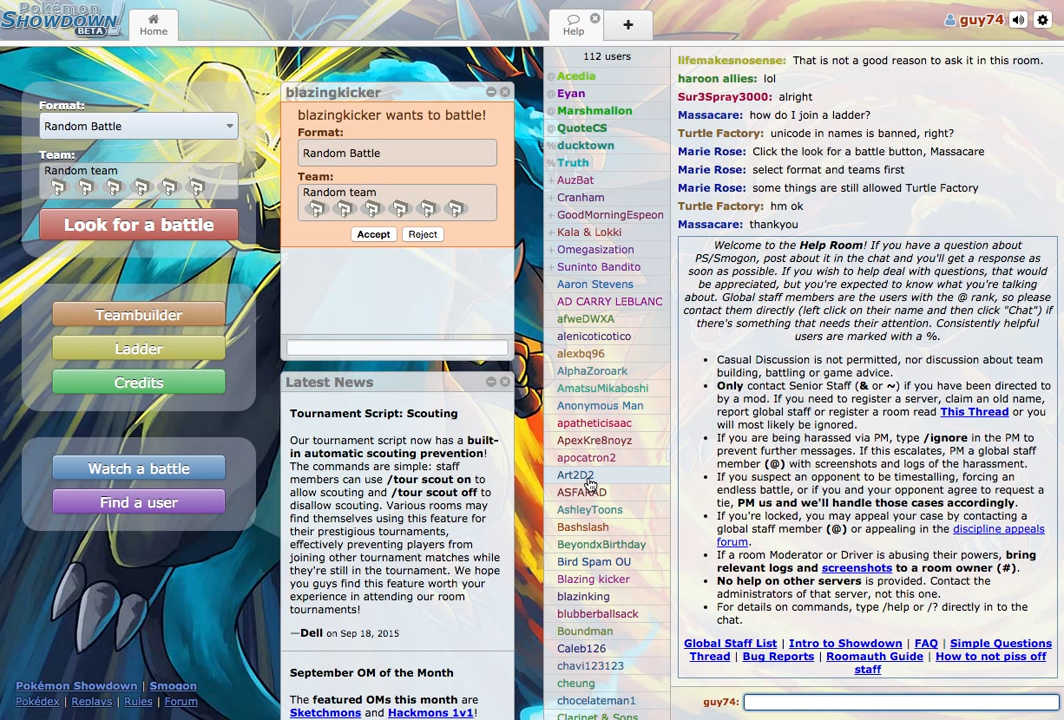 Pokémon
SHOWDOWN!
BETA
Home
Help
+
guy74
Format:
Random Battle
Team:
Random team
Look for a battle
Teambuilder
Ladder
Credits
Watch a battle
Find a user
Pokémon Showdown | Smogon
Pokédex | Replays | Rules | Forum
blazingkicker
blazingkicker wants to battle!
Format:
Random Battle
Team:
Random team
Accept Reject
Latest News
Tournament Script: Scouting
Our tournament script now has a built-
in automatic scouting prevention!
The commands are simple: staff
members can use /tour scout on to
allow scouting and /tour scout off to
disallow scouting. Various rooms may
find themselves using this feature for
their prestigious tournaments,
effectively preventing players from
joining other tournament matches while
they're still in the tournament. We hope
you guys find this feature worth your
experience in attending our room
tournaments!
—Dell on Sep 18, 2015
September OM of the Month
The featured OMs this month are
Sketchmons and Hackmons 1v1!
112 users
@Acedia
@Eyan
@Marshmallon
@QuoteCS
%ducktown
%Truth
+AuzBat
+Cranham
+GoodMorningEspeon
+Kala & Lokki
+Omegasization
+Suninto Bandito
Aaron Stevens
AD CARRY LEBLANC
afweDWXA
alenicoticotico
alexbq96
AlphaZoroark
AmatsuMikaboshi
Anonymous Man
apatheticisaac
ApexKre8noyz
apocatron2
Art2D2
ASFARAD
AshleyToons
Bashslash
BeyondxBirthday
Bird Spam OU
Blazing kicker
blazinking
blubberballsack
Boundman
Caleb126
chavi123123
cheung
chocelateman1
Clarinet & Sons
lifemakesnosense: That is not a good reason to ask it in this room.
haroon allies: lol
Sur3Spray3000: alright
Massacare: how do I join a ladder?
Turtle Factory: unicode in names is banned, right?
Marie Rose: Click the look for a battle button, Massacare
Marie Rose: select format and teams first
Marie Rose: some things are still allowed Turtle Factory
Turtle Factory: hm ok
Massacare: thankyou
Welcome to the Help Room! If you have a question about
PS/Smogon, post about it in the chat and you'll get a response as
soon as possible. If you wish to help deal with questions, that would
be appreciated, but you're expected to know what you're talking
about. Global staff members are the users with the @ rank, so please
contact them directly (left click on their name and then click "Chat") if
there's something that needs their attention. Consistently helpful
users are marked with a %.
• Casual Discussion is not permitted, nor discussion about team
building, battling or game advice.
• Only contact Senior Staff (& or ~) if you have been directed to
by a mod. If you need to register a server, claim an old name,
report global staff or register a room read This Thread or you
will most likely be ignored.
• If you are being harassed via PM, type /ignore in the PM to
prevent further messages. If this escalates, PM a global staff
member (@) with screenshots and logs of the harassment.
• If you suspect an opponent to be timestalling, forcing an
endless battle, or if you and your opponent agree to request a
tie, PM us and we'll handle those cases accordingly.
• If you're locked, you may appeal your case by contacting a
global staff member (@) or appealing in the discipline appeals
forum.
• If a room Moderator or Driver is abusing their powers, bring
relevant logs and screenshots to a room owner (#).
• No help on other servers is provided. Contact the
administrators of that server, not this one.
• For details on commands, type /help or /? directly in to the
chat.
Global Staff List | Intro to Showdown | FAQ | Simple Questions
Thread | Bug Reports | Roomauth Guide | How to not piss off
staff
guy74: